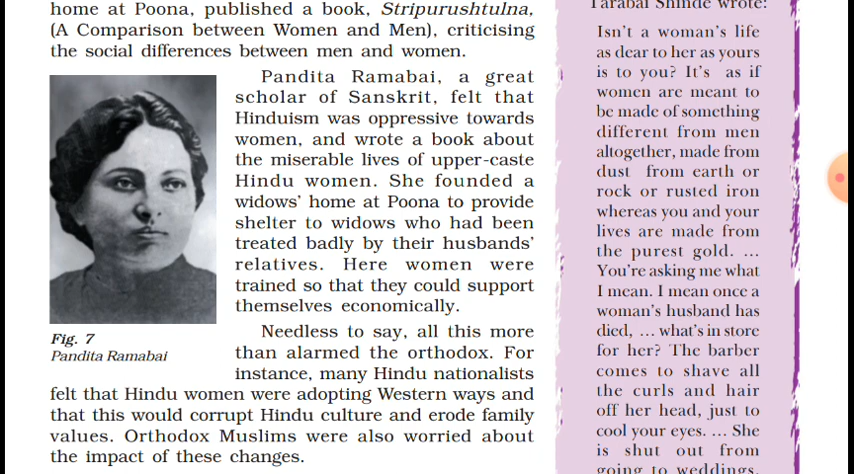 home at Poona, published a book, Stripurushtulna,
(A Comparison between Women and Men), criticising
the social differences between men and women.
Pandita Ramabai, a great
scholar of Sanskrit, felt that
Hinduism was oppressive towards
women, and wrote a book about
the miserable lives of upper-caste
Hindu women. She founded a
widows’ home at Poona to provide
shelter to widows who had been
treated badly by their husbands’
relatives. Here women were
trained so that they could support
themselves economically.
Fig. 7
Pandita Ramabai
Needless to say, all this more
than alarmed the orthodox. For
instance, many Hindu nationalists
felt that Hindu women were adopting Western ways and
that this would corrupt Hindu culture and erode family
values. Orthodox Muslims were also worried about
the impact of these changes.
Tarabai Shinde wrote:
Isn’t a woman’s life
as dear to her as yours
is to you? It’s as if
women are meant to
be made of something
different from men
altogether, made from
dust from earth or
rock or rusted iron
whereas you and your
lives are made from
the purest gold. ...
You’re asking me what
I mean. I mean once a
woman’s husband has
died, ... what’s in store
for her? The barber
comes to shave all
the curls and hair
off her head, just to
cool your eyes. ... She
is shut out from
going to weddings,